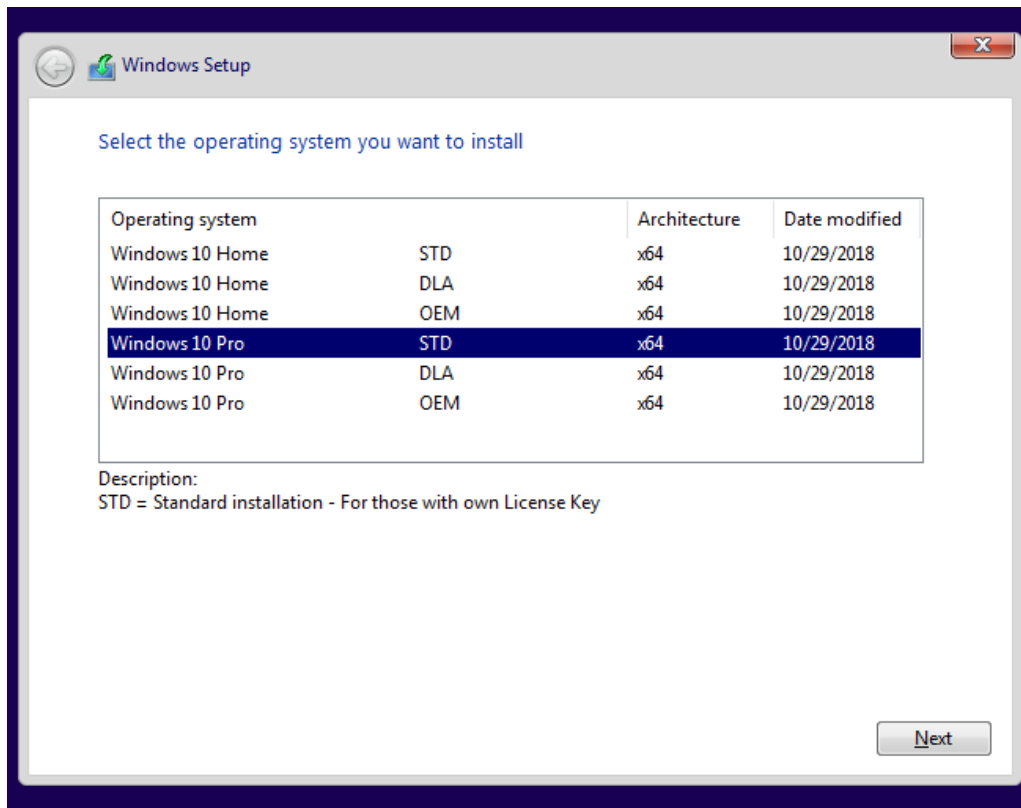 Windows Setup
X
Select the operating system you want to install
Operating system Architecture Date modified
Windows 10 Home STD x64 10/29/2018
Windows 10 Home DLA x64 10/29/2018
Windows 10 Home OEM x64 10/29/2018
Windows 10 Pro STD x64 10/29/2018
Windows 10 Pro DLA x64 10/29/2018
Windows 10 Pro OEM x64 10/29/2018
Description:
STD = Standard installation - For those with own License Key
Next